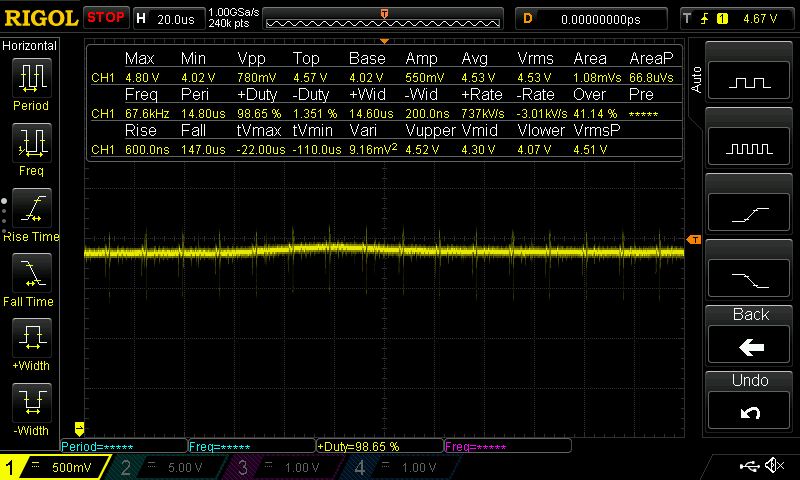 RIGOL STOP H 20.0us 1.00GSa/s 240k pts T D 0.00000000ps T 1 4.67 V
Horizontal
Period
Freq
Rise Time
Fall Time
+Width
-Width
Max Min Vpp Top Base Amp Avg Vrms Area AreaP
CH1 4.80 V 4.02 V 780mV 4.57 V 4.02 V 550mV 4.53 V 4.53 V 1.08mVs 66.8uVs
Freq Peri +Duty -Duty +Wid -Wid +Rate -Rate Over Pre
CH1 67.6kHz 14.80us 98.65 % 1.351 % 14.60us 200.0ns 737kV/s -3.01kV/s 41.14 % *****
Rise Fall tVmax tVmin Vari Vupper Vmid Vlower VrmsP
CH1 600.0ns 147.0us -22.00us -110.0us 9.16mV² 4.52 V 4.30 V 4.07 V 4.51 V
T
Auto
Back
Undo
Period=***** Freq=***** +Duty=98.65 % Freq=*****
1 500mV 2 5.00 V 3 1.00 V 4 1.00 V